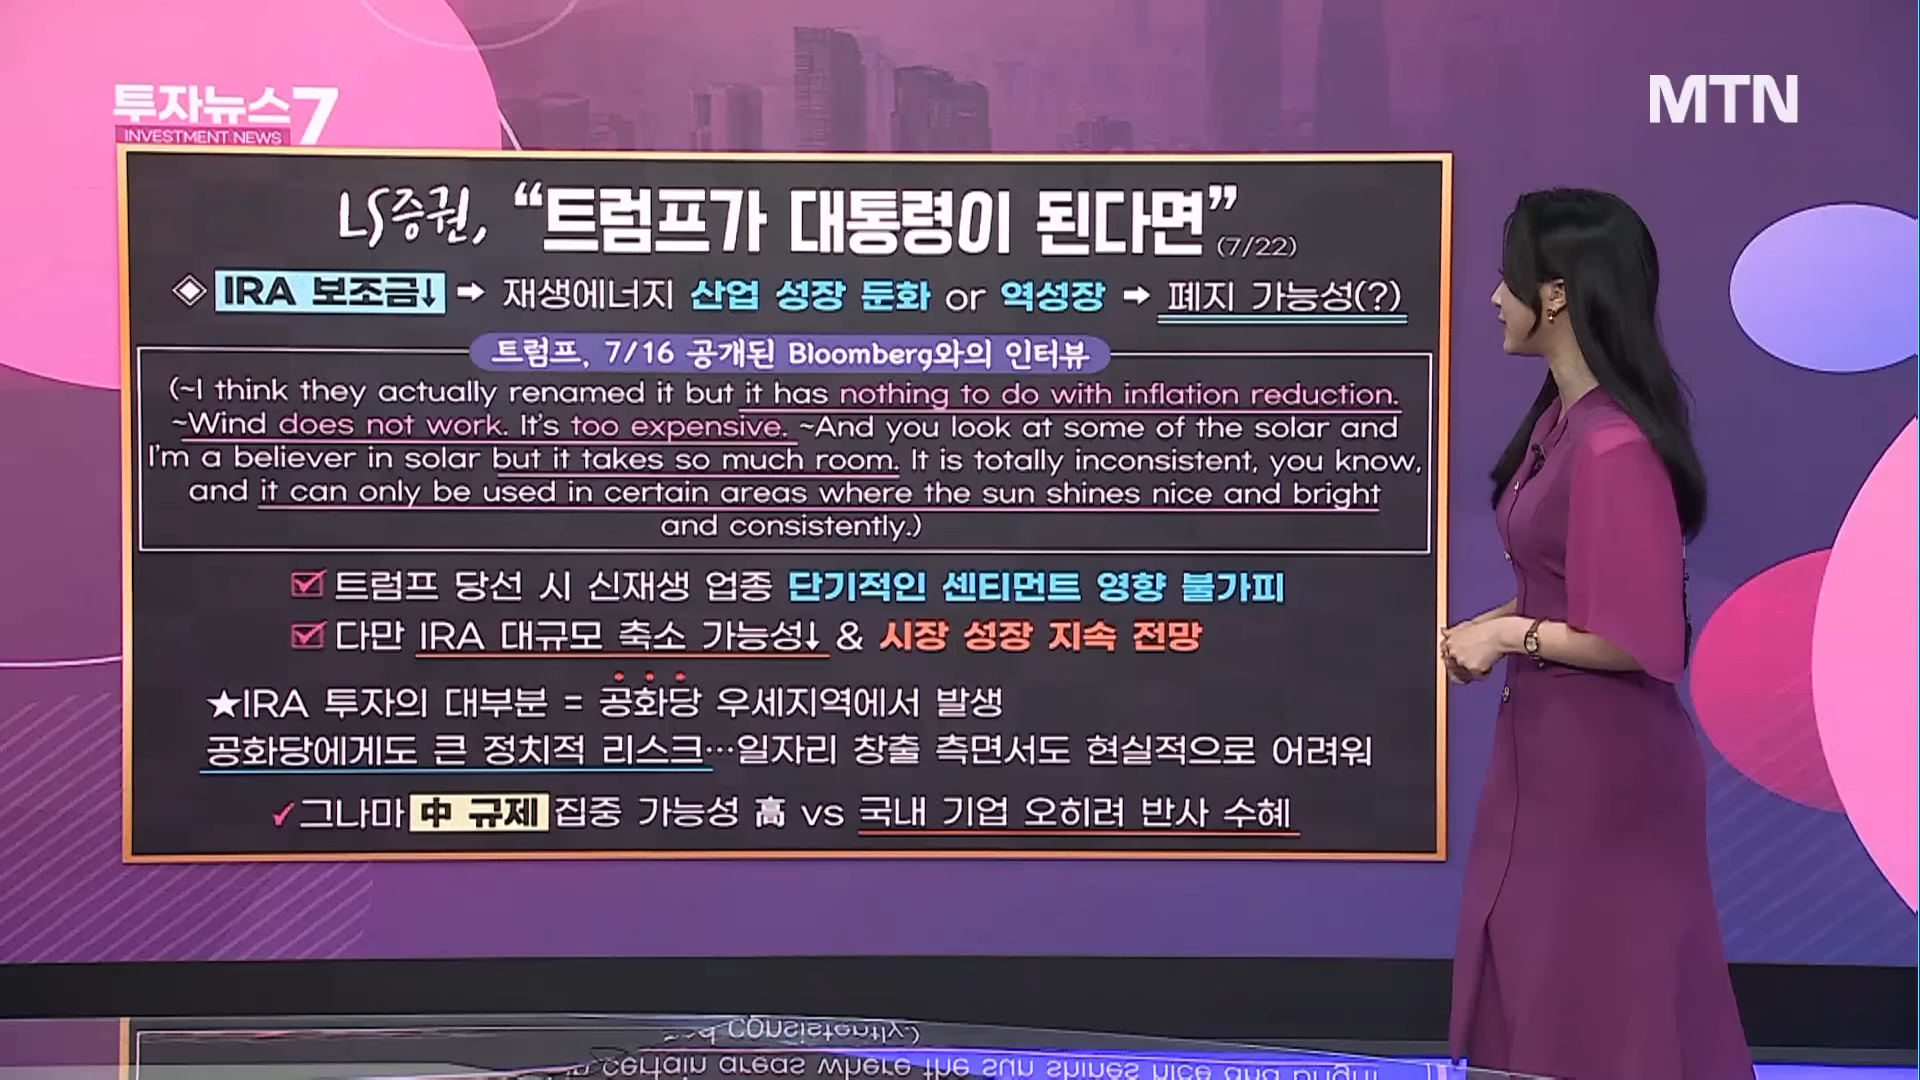 투자뉴스7
INVESTMENT NEWS
MTN
LS증권, “트럼프가 대통령이 된다면” (7/22)
◈ IRA 보조금↓ ➡ 재생에너지 산업 성장 둔화 or 역성장 ➡ 폐지 가능성(?)
트럼프, 7/16 공개된 Bloomberg와의 인터뷰
(~I think they actually renamed it but it has nothing to do with inflation reduction.
~Wind does not work. It's too expensive. ~And you look at some of the solar and
I'm a believer in solar but it takes so much room. It is totally inconsistent, you know,
and it can only be used in certain areas where the sun shines nice and bright
and consistently.)
☑ 트럼프 당선 시 신재생 업종 단기적인 센티먼트 영향 불가피
☑ 다만 IRA 대규모 축소 가능성↓ & 시장 성장 지속 전망
★IRA 투자의 대부분 = 공화당 우세지역에서 발생
공화당에게도 큰 정치적 리스크…일자리 창출 측면서도 현실적으로 어려워
✓그나마 中 규제 집중 가능성 高 vs 국내 기업 오히려 반사 수혜